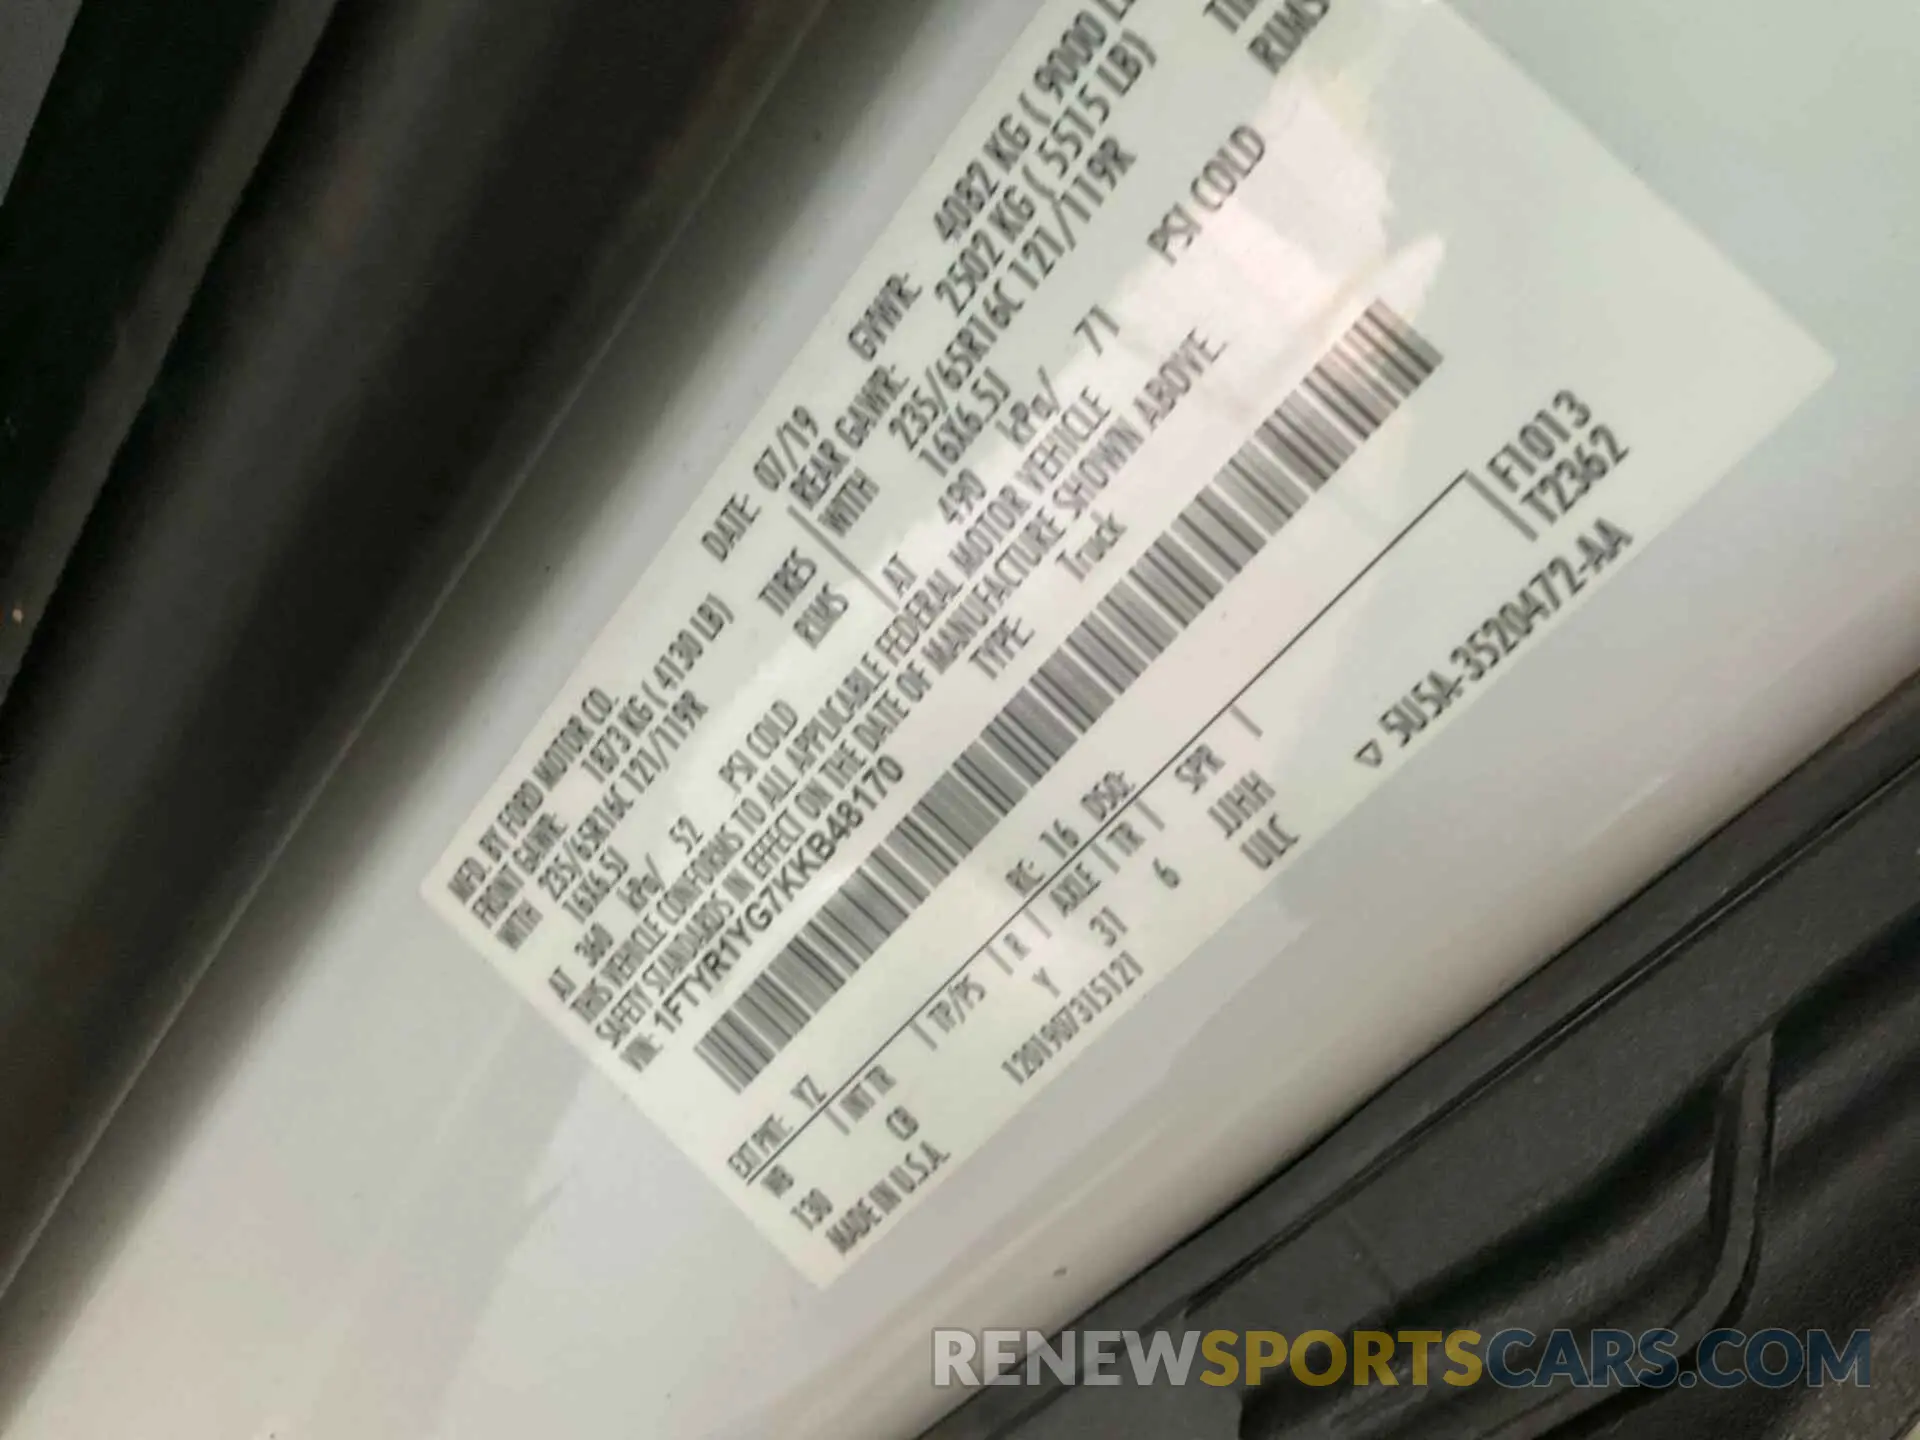 MFD. BY FORD MOTOR CO. DATE: 07/19 GVWR: 4082 KG ( 9000
FRONT GAWR: 1873 KG ( 4130 LB) REAR GAWR: 2502 KG ( 5515 LB)
WITH 235/65R16C 121/119R TIRES WITH 235/65R16C 121/119R
16X6.5J RIMS 16X6.5J RIMS
AT 360 kPa/ 52 PSI COLD AT 490 kPa/ 71 PSI COLD
THIS VEHICLE CONFORMS TO ALL APPLICABLE FEDERAL MOTOR VEHICLE
SAFETY STANDARDS IN EFFECT ON THE DATE OF MANUFACTURE SHOWN ABOVE.
VIN: 1FTYR1YG7KKB48170 TYPE: Truck
EXT PNT: YZ RC: 16 DSO: F1013
WB INT TR TP/PS R AXLE TR SPR T2362
130 CB Y 31 6 JJHH
MADE IN U.S.A. 120190731S121 ULC
5U5A-3520472-AA
RENEWSPORTSCARS.COM